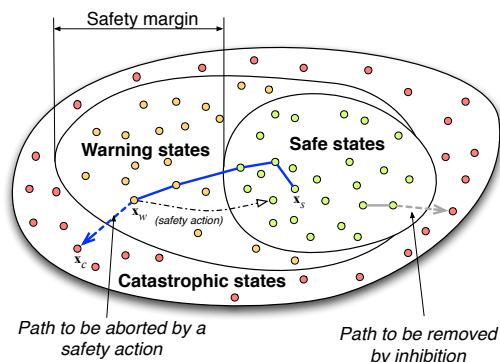 Safety margin
Warning states
Safe states
x_w
(safety action)
x_s
x_c
Catastrophic states
Path to be aborted by a
safety action
Path to be removed
by inhibition